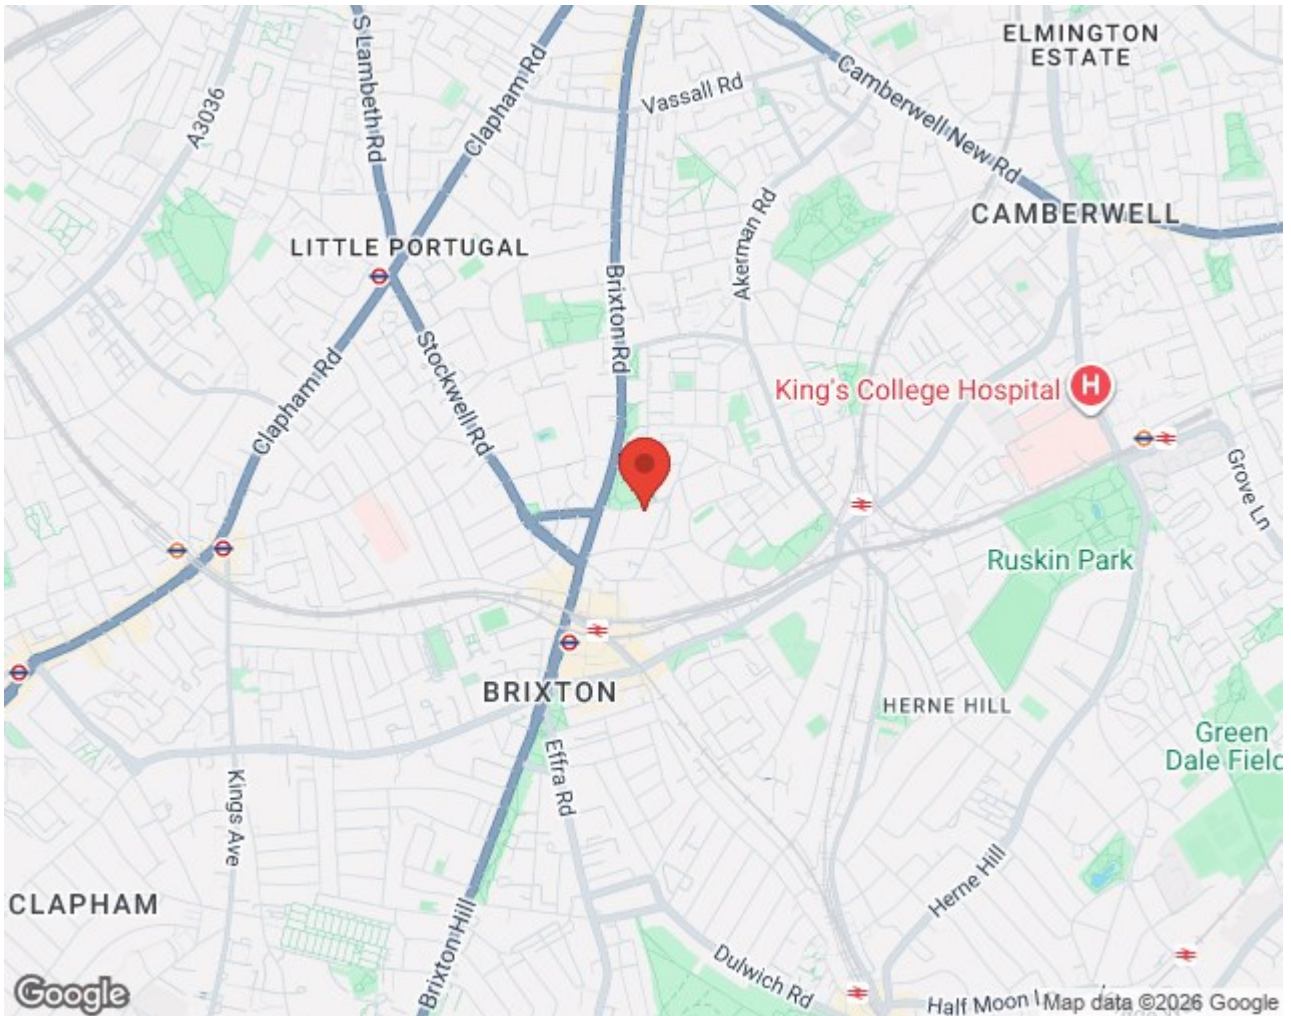 ELMINGTON
ESTATE
S Lambeth Rd
Clapham Rd
Vassall Rd
Camberwell New Rd
A3036
CAMBERWELL
LITTLE PORTUGAL
Akerman Rd
Brixton Rd
Stockwell Rd
Clapham Rd
King's College Hospital
H
Grove Ln
Ruskin Park
BRIXTON
HERNE HILL
Green
Dale Field
Effra Rd
Kings Ave
CLAPHAM
Herne Hill
Brixton Hill
Dulwich Rd
Half Moon
Google
Map data ©2026 Google